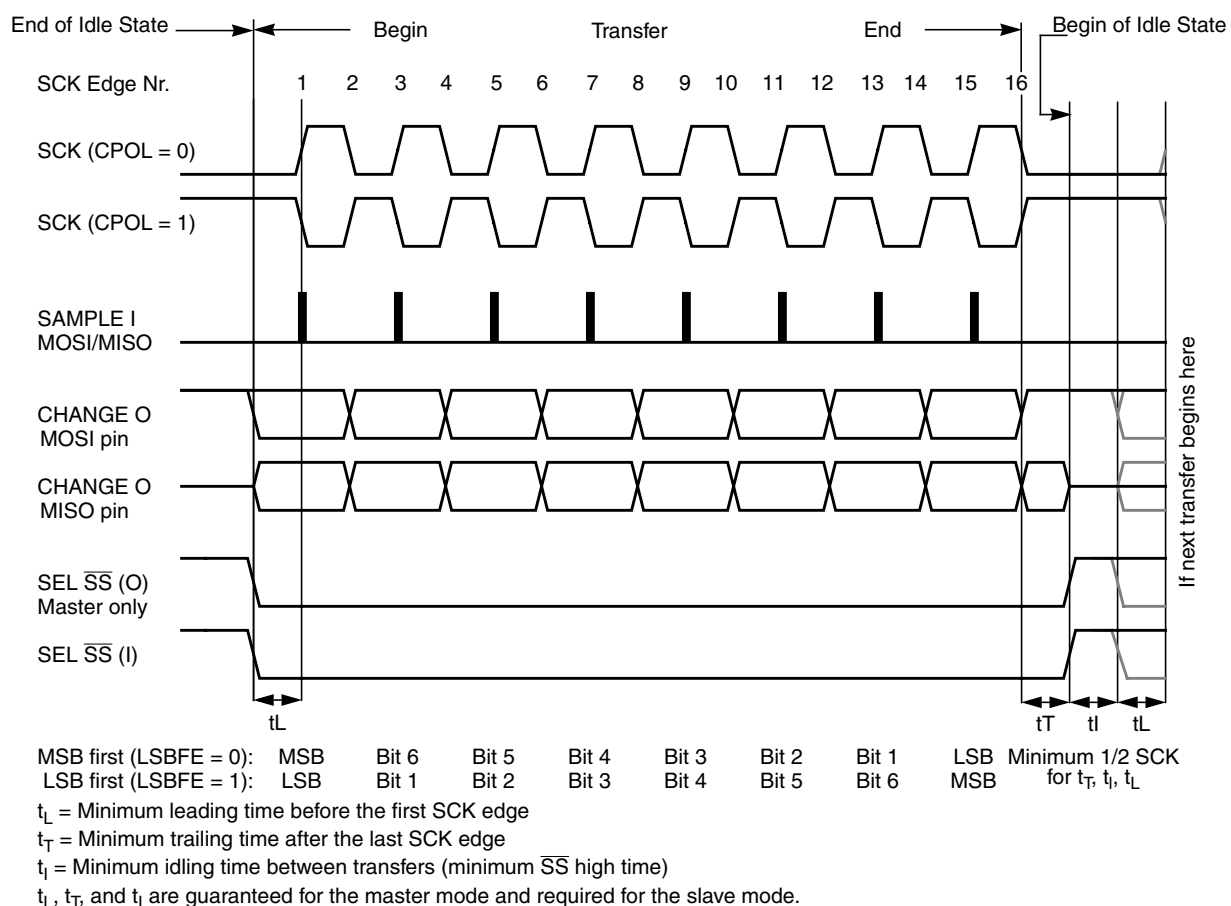 End of Idle State Begin Transfer End Begin of Idle State
SCK Edge Nr. 1 2 3 4 5 6 7 8 9 10 11 12 13 14 15 16
SCK (CPOL = 0)
SCK (CPOL = 1)
SAMPLE I
MOSI/MISO
CHANGE O
MOSI pin
CHANGE O
MISO pin
SEL S̅S̅ (O)
Master only
SEL S̅S̅ (I)
If next transfer begins here
tL tT tI tL
MSB first (LSBFE = 0): MSB Bit 6 Bit 5 Bit 4 Bit 3 Bit 2 Bit 1 LSB Minimum 1/2 SCK
LSB first (LSBFE = 1): LSB Bit 1 Bit 2 Bit 3 Bit 4 Bit 5 Bit 6 MSB for tT, tI, tL
tL = Minimum leading time before the first SCK edge
tT = Minimum trailing time after the last SCK edge
tI = Minimum idling time between transfers (minimum S̅S̅ high time)
tL, tT, and tI are guaranteed for the master mode and required for the slave mode.